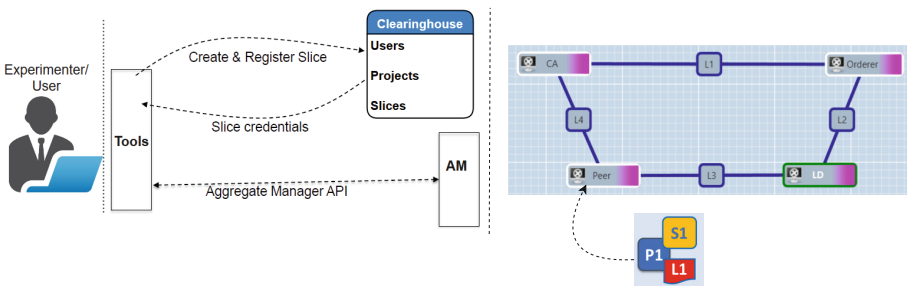 Clearinghouse
Users
Projects
Slices
Create & Register Slice
Slice credentials
Experimenter/
User
Tools
AM
Aggregate Manager API
CA
L1
Orderer
L4
L2
Peer
L3
LD
S1
P1
L1